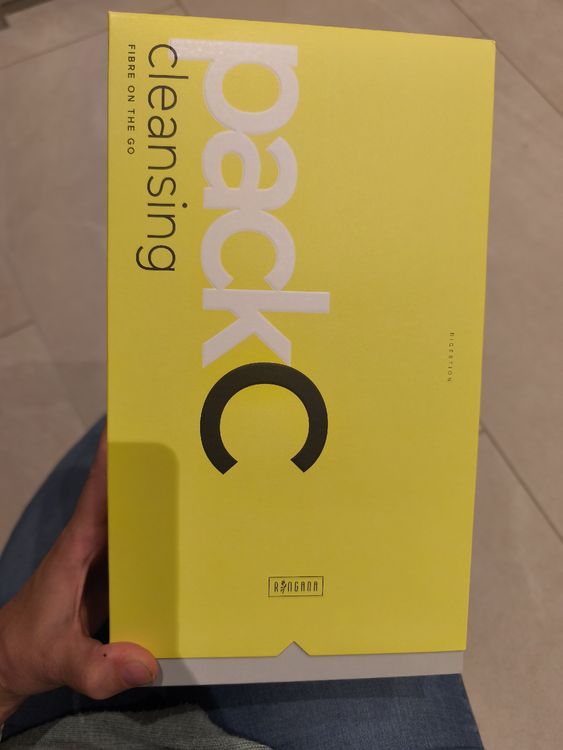 pack C
cleansing
FIBRE ON THE GO
DIGESTION
RINGANA